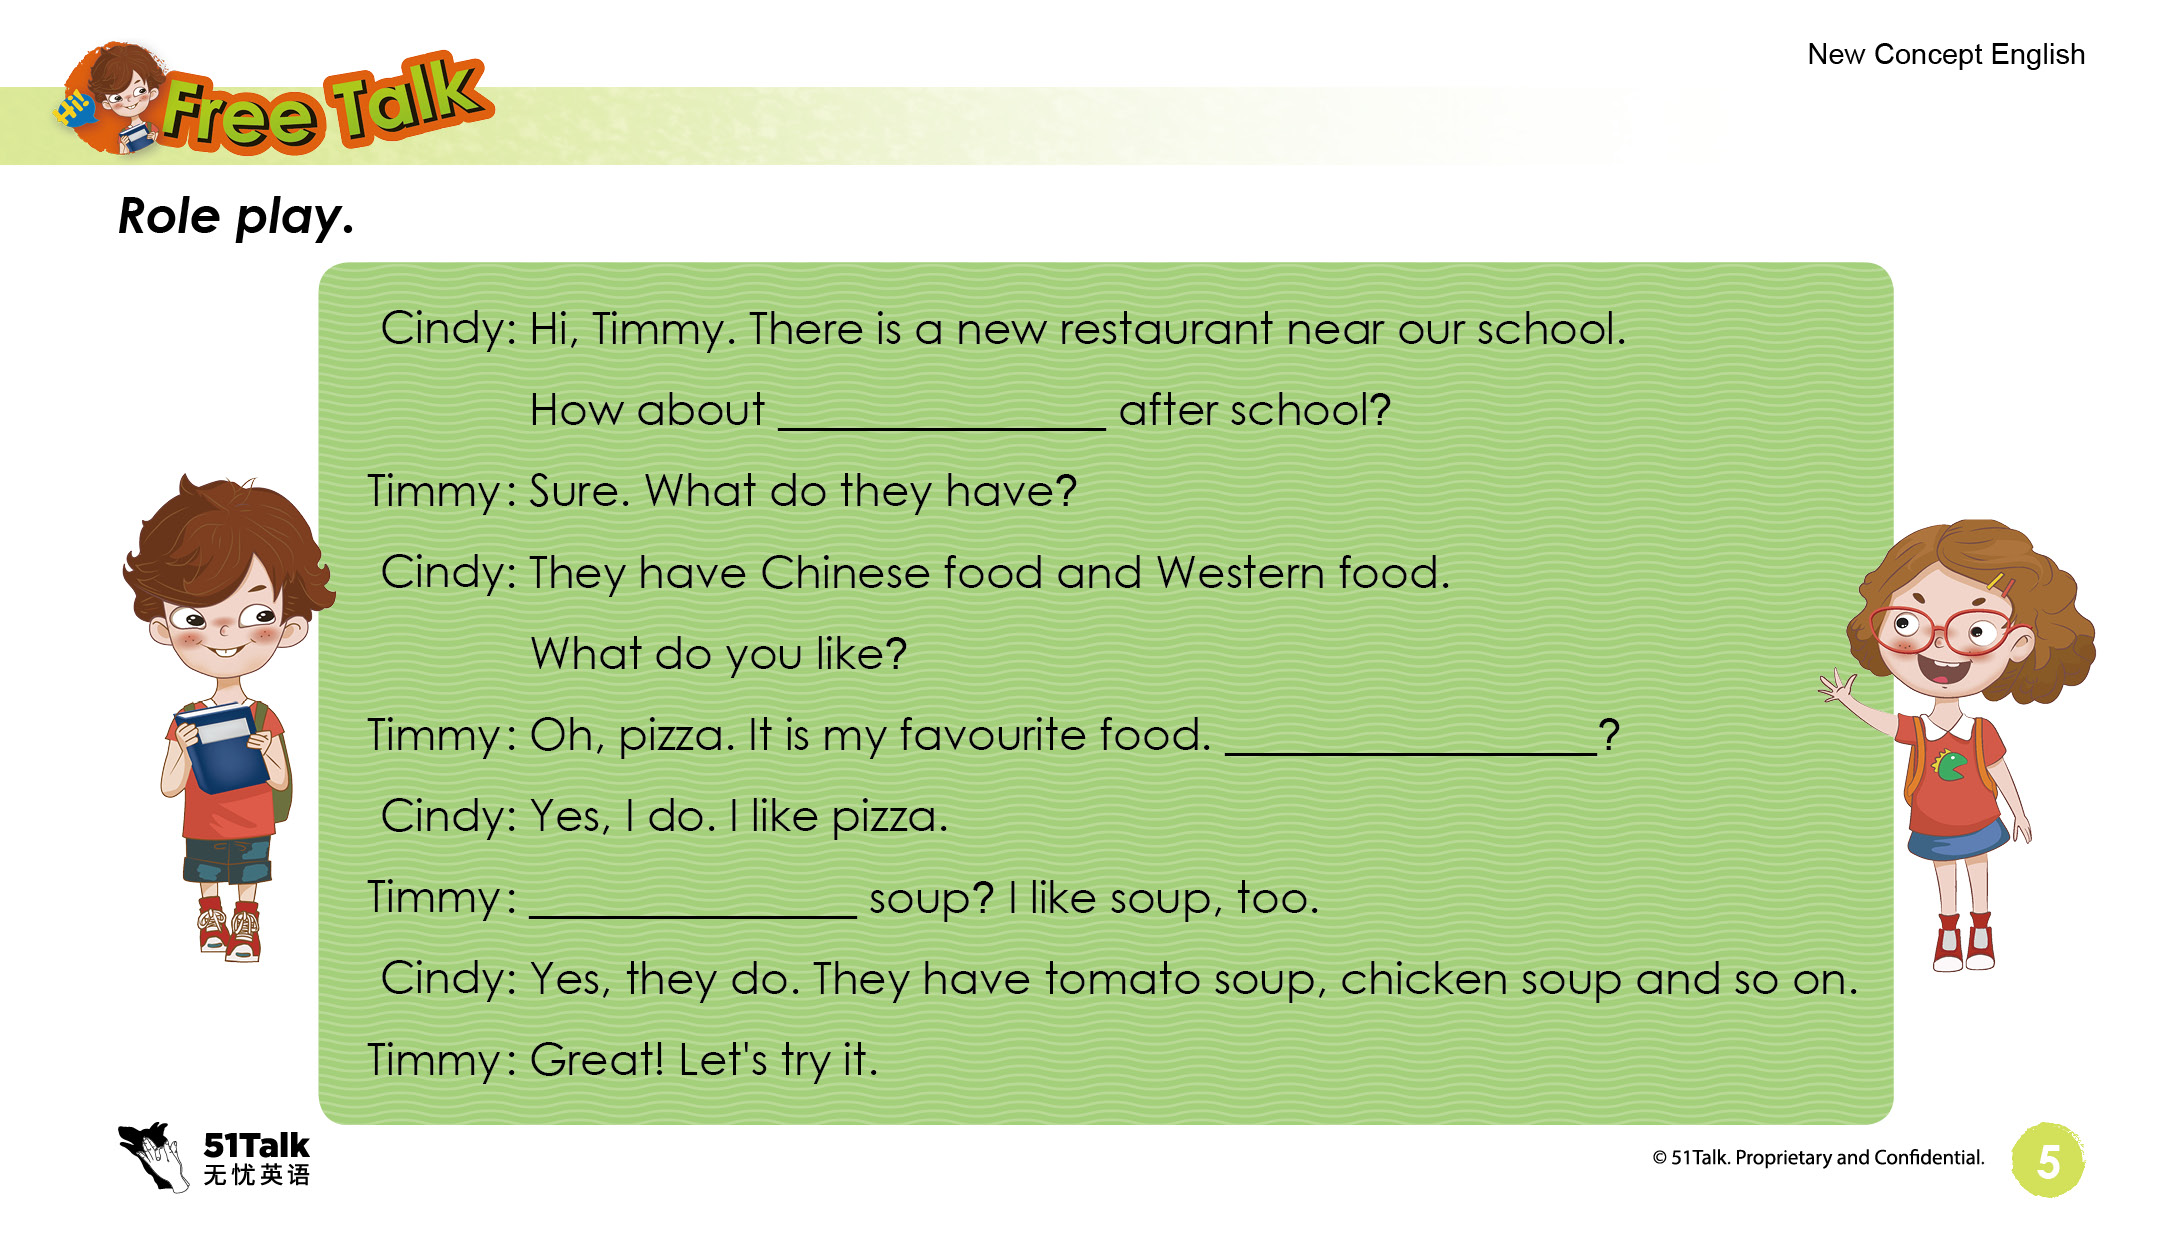 New Concept English
Hi!
Free Talk
Role play.
Cindy: Hi, Timmy. There is a new restaurant near our school.
How about ______________ after school?
Timmy: Sure. What do they have?
Cindy: They have Chinese food and Western food.
What do you like?
Timmy: Oh, pizza. It is my favourite food. ________________?
Cindy: Yes, I do. I like pizza.
Timmy: ______________ soup? I like soup, too.
Cindy: Yes, they do. They have tomato soup, chicken soup and so on.
Timmy: Great! Let's try it.
51Talk
无忧英语
© 51Talk. Proprietary and Confidential.
5